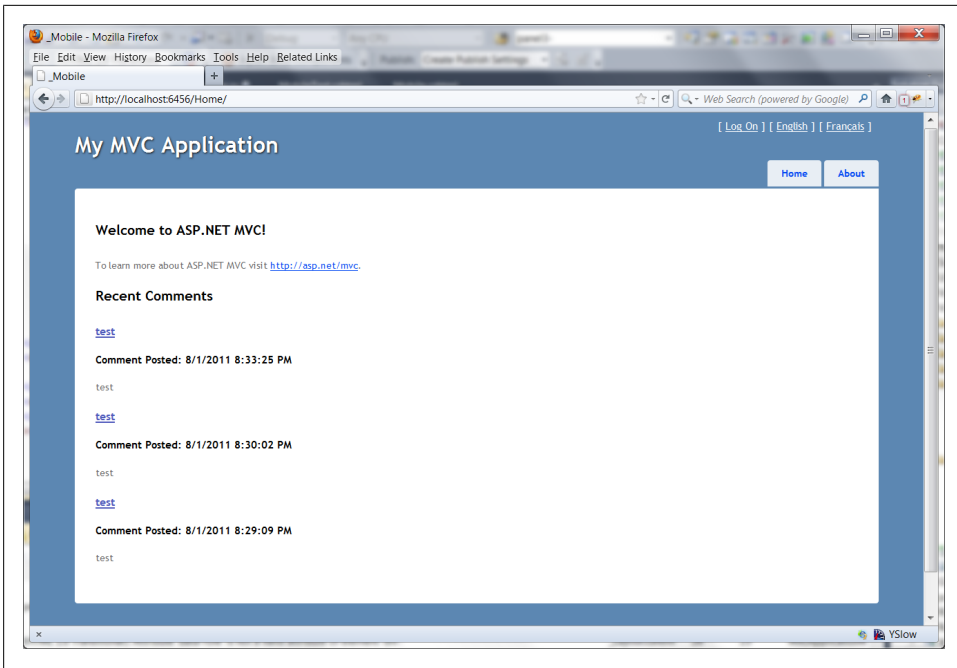 _Mobile - Mozilla Firefox
File Edit View History Bookmarks Tools Help Related Links
_Mobile +
http://localhost:6456/Home/
Web Search (powered by Google)
[ Log On ] [ English ] [ Francais ]
My MVC Application
Home About
Welcome to ASP.NET MVC!
To learn more about ASP.NET MVC visit http://asp.net/mvc.
Recent Comments
test
Comment Posted: 8/1/2011 8:33:25 PM
test
test
Comment Posted: 8/1/2011 8:30:02 PM
test
test
Comment Posted: 8/1/2011 8:29:09 PM
test
× YSlow